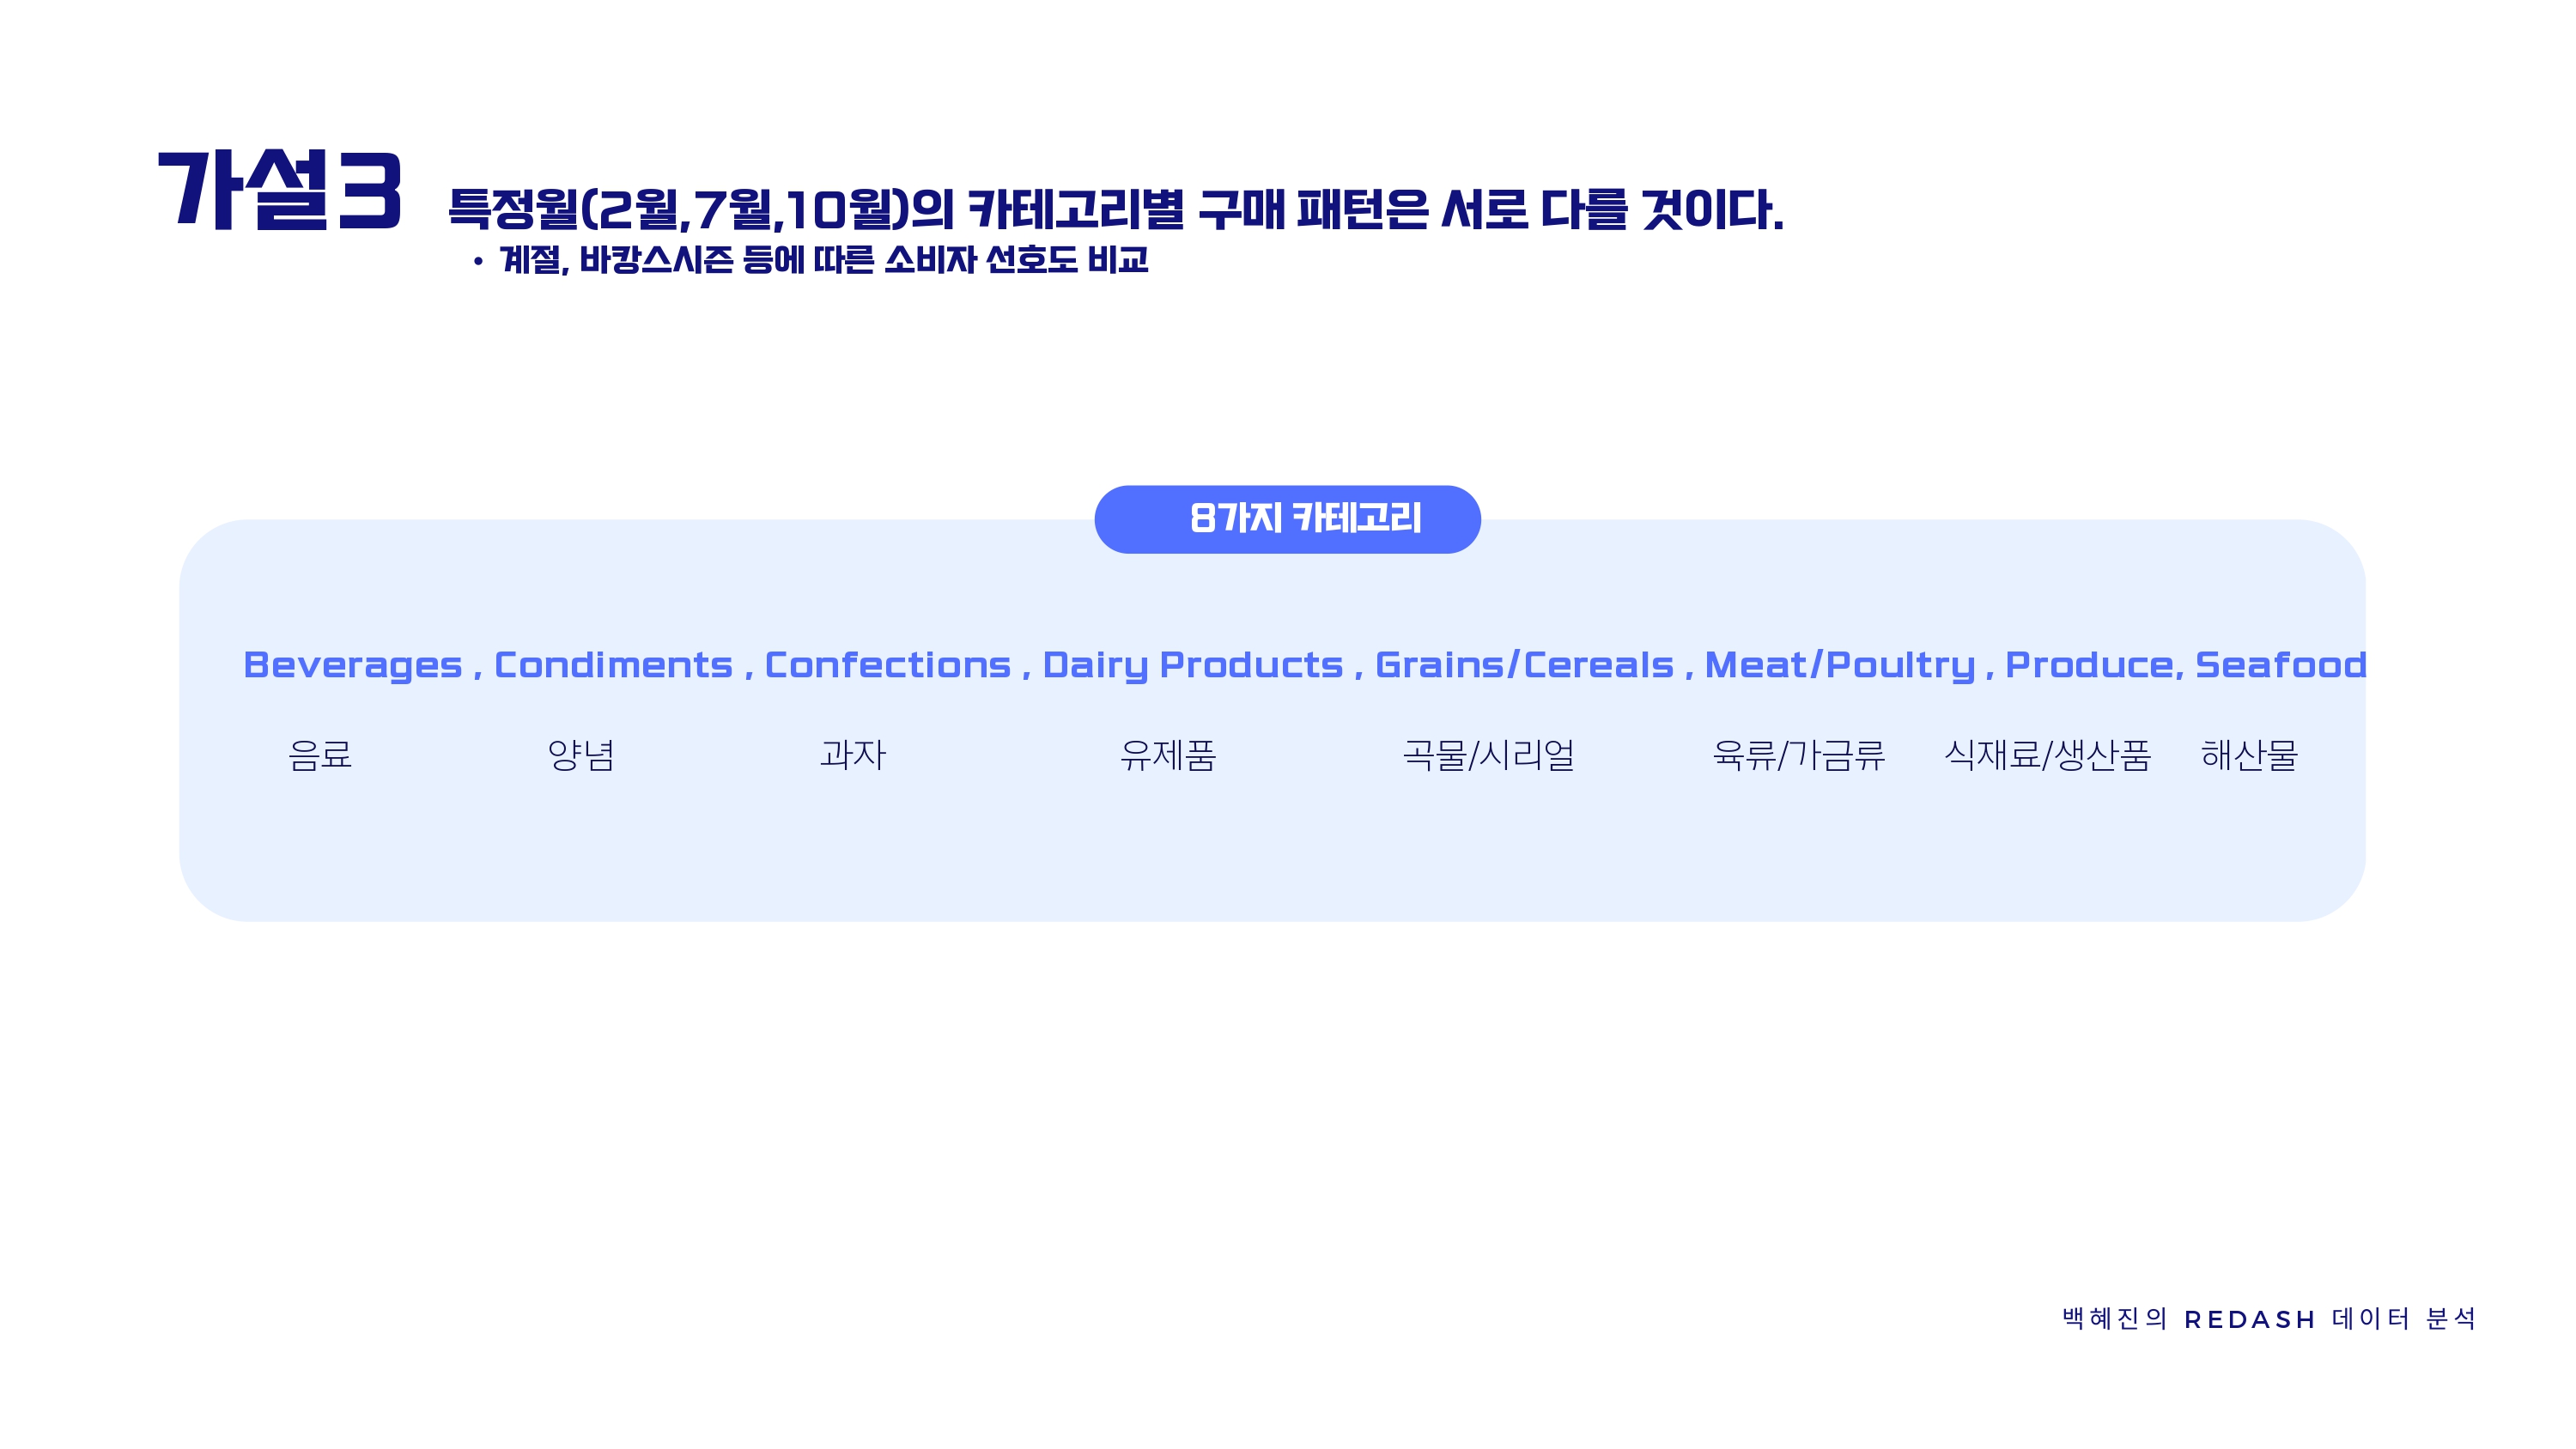 가설3
특정월(2월,7월,10월)의 카테고리별 구매 패턴은 서로 다를 것이다.
• 계절, 바캉스시즌 등에 따른 소비자 선호도 비교
8가지 카테고리
Beverages , Condiments , Confections , Dairy Products , Grains/Cereals , Meat/Poultry , Produce, Seafood
음료 양념 과자 유제품 곡물/시리얼 육류/가금류 식재료/생산품 해산물
백혜진의 REDASH 데이터 분석